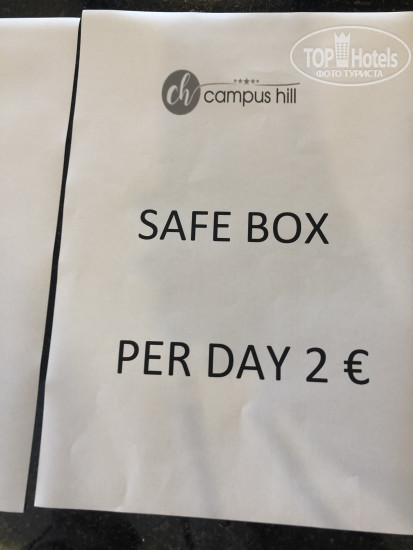 TOP Hotels
ФОТО ТУРИСТА
ch campus hill
SAFE BOX
PER DAY 2 €